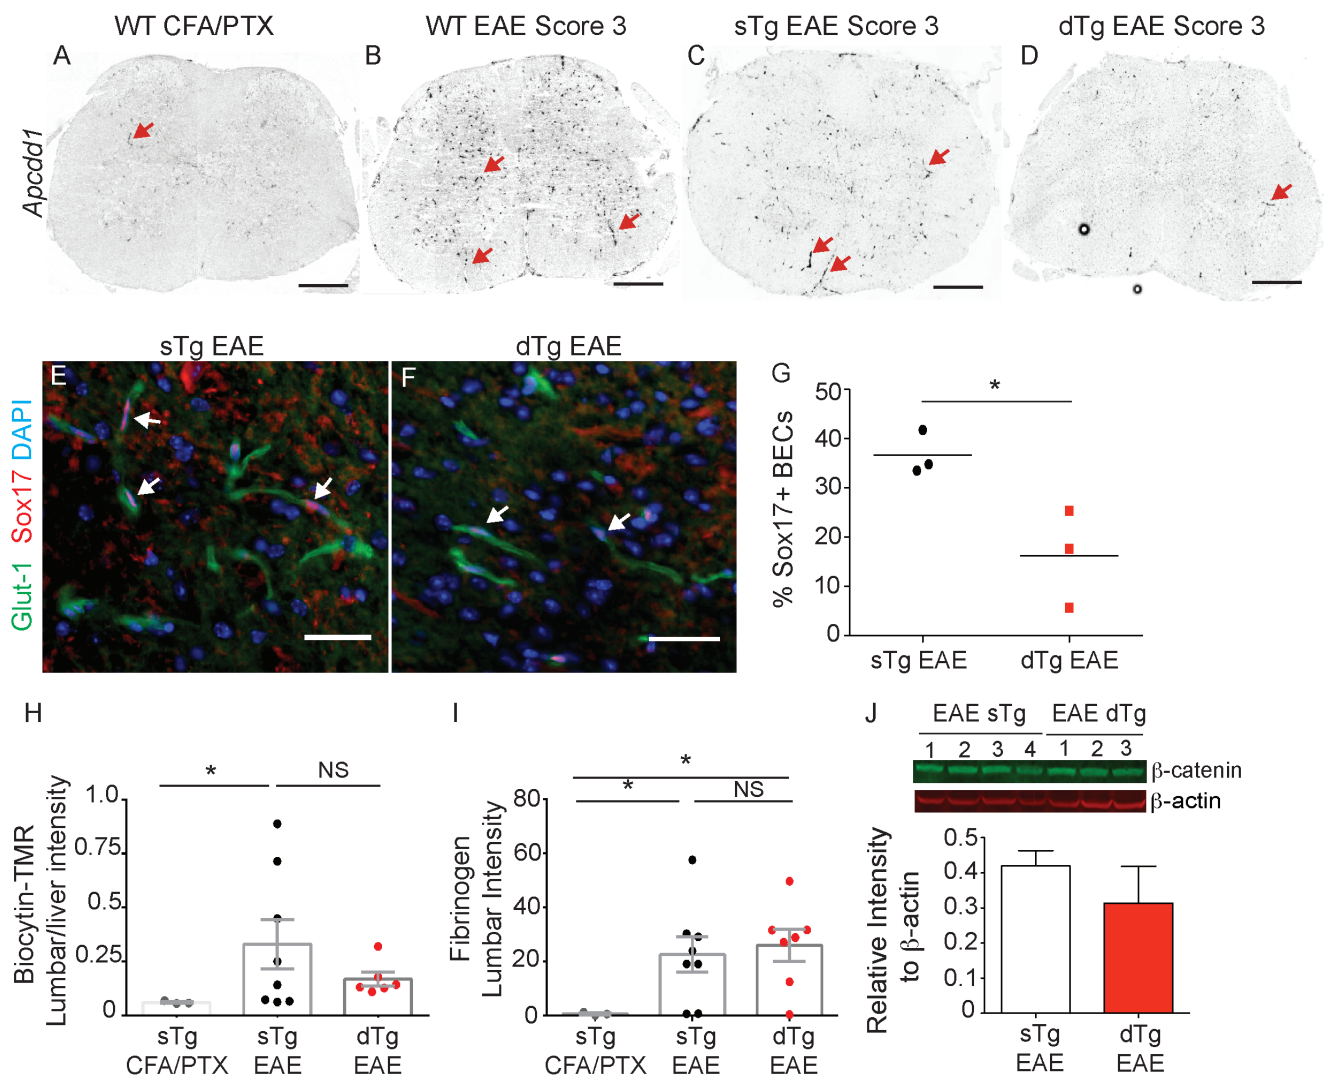 WT CFA/PTX
WT EAE Score 3
sTg EAE Score 3
dTg EAE Score 3
A
B
C
D
Apcdd1
sTg EAE
dTg EAE
E
F
Glut-1 Sox17 DAPI
G
*
% Sox17+ BECs
50
40
30
20
10
0
sTg EAE
dTg EAE
H
*
NS
Biocytin-TMR
Lumbar/liver intensity
1.0
0.75
0.5
0.25
0
sTg
CFA/PTX
sTg
EAE
dTg
EAE
I
*
*
NS
Fibrinogen
Lumbar Intensity
80
60
40
20
0
sTg
CFA/PTX
sTg
EAE
dTg
EAE
J
EAE sTg
EAE dTg
1 2 3 4 1 2 3
β-catenin
β-actin
Relative Intensity
to β-actin
0.5
0.4
0.3
0.2
0.1
0
sTg
EAE
dTg
EAE